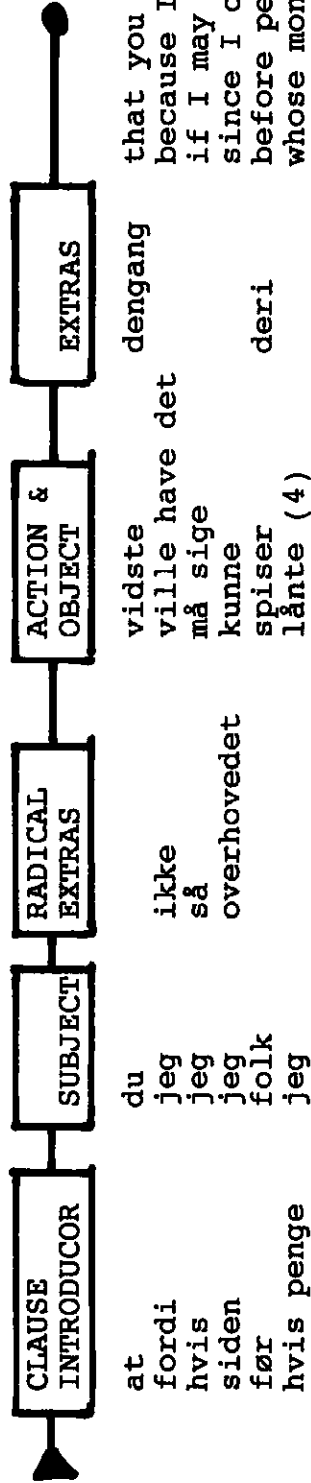 CLAUSE INTRODUCOR
SUBJECT
RADICAL EXTRAS
ACTION & OBJECT
EXTRAS
at du vidste dengang that you
fordi jeg ikke ville have det because I
hvis jeg så må sige if I may
siden jeg overhovedet kunne since I c
før folk spiser deri before pe
hvis penge jeg lånte (4) whose mon